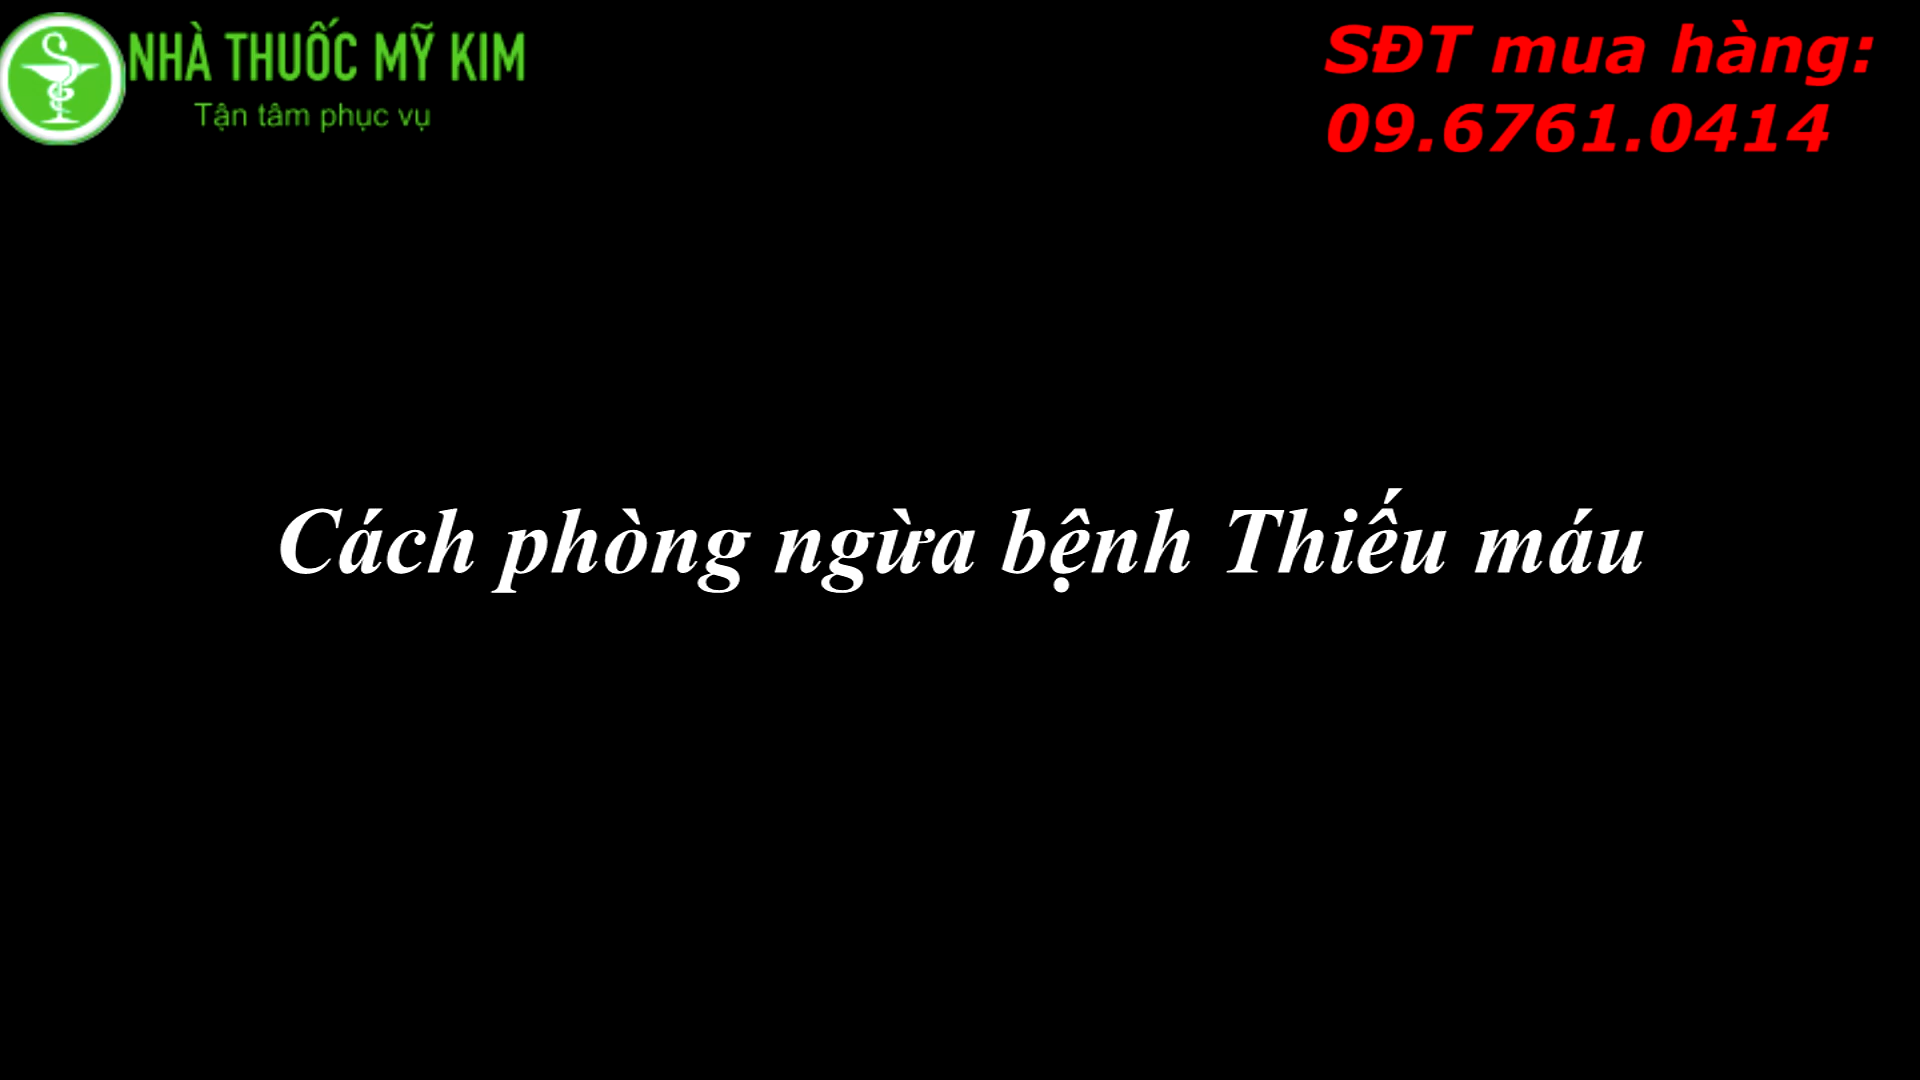 NHÀ THUỐC MỸ KIM
Tận tâm phục vụ
SĐT mua hàng:
09.6761.0414
Cách phòng ngừa bệnh Thiếu máu